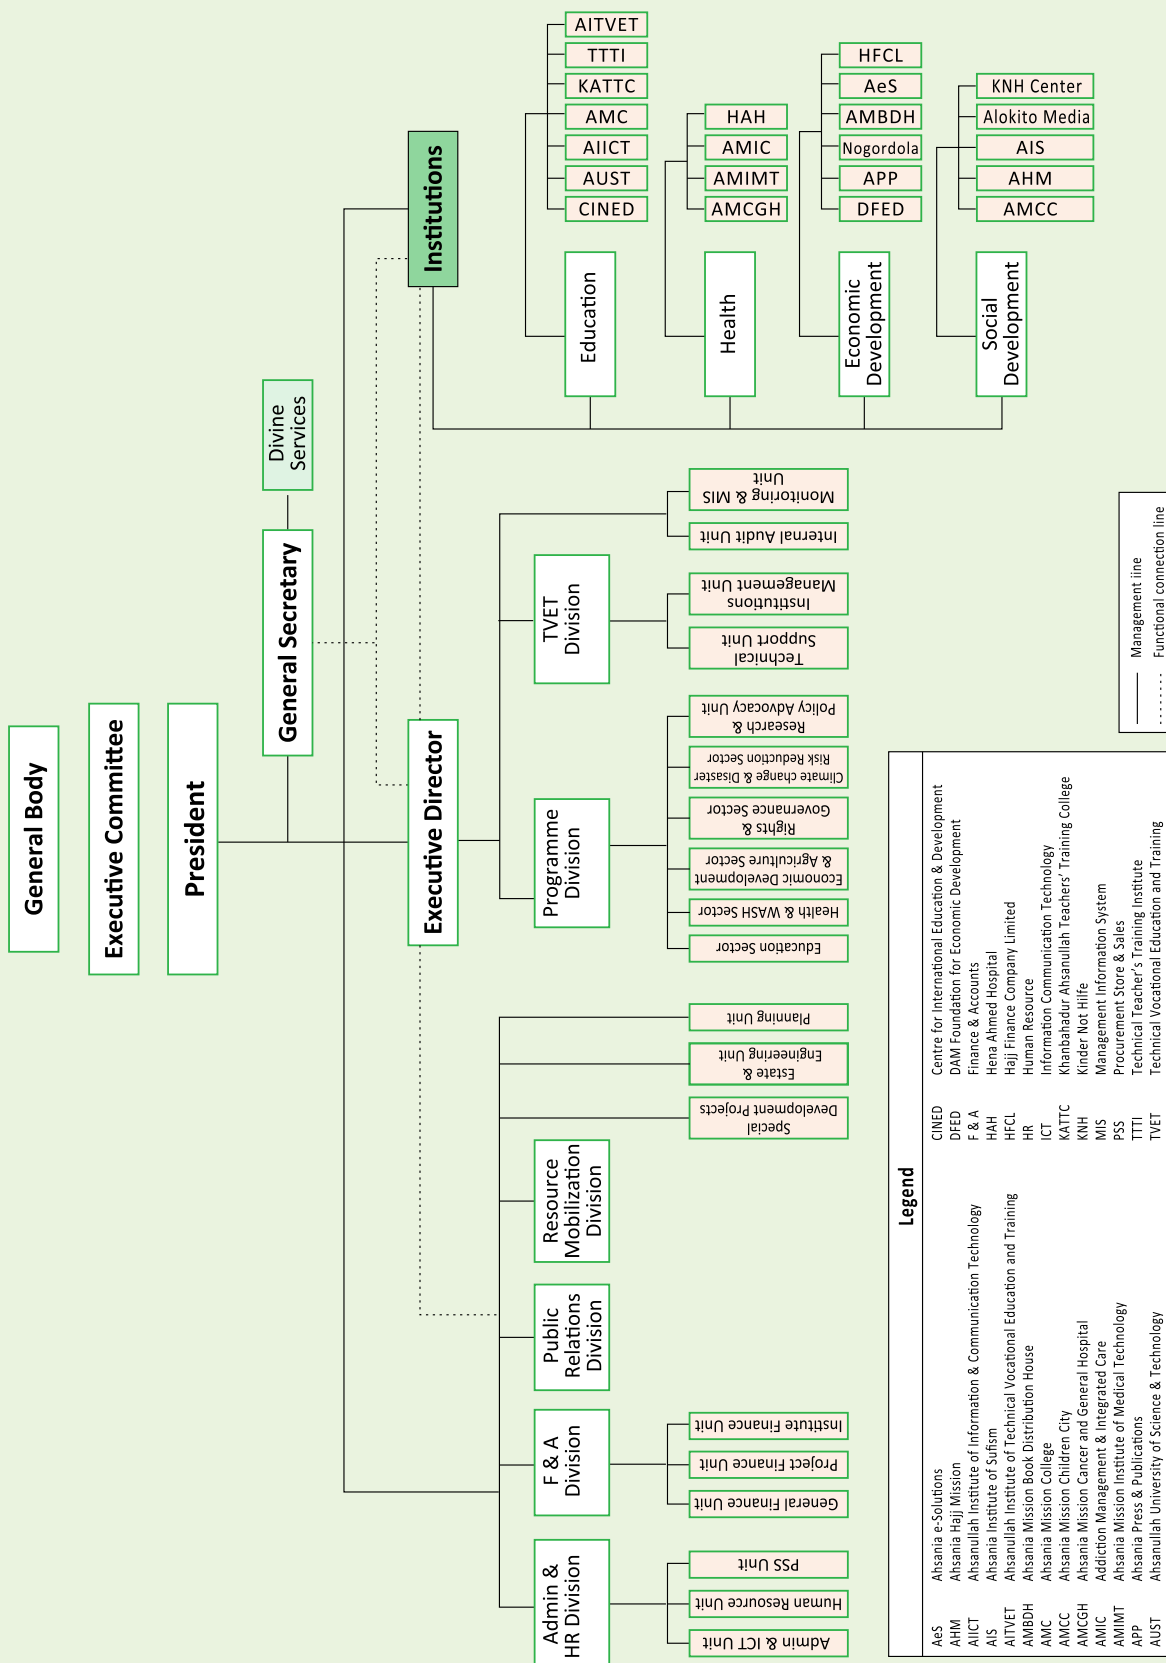 General Body
Executive Committee
President
General Secretary
Divine
Services
Executive Director
Institutions
Admin &
HR Division
F & A
Division
Public
Relations
Division
Resource
Mobilization
Division
Programme
Division
TVET
Division
Education
Health
Economic
Development
Social
Development
Admin & ICT Unit
Human Resource Unit
PSS Unit
General Finance Unit
Project Finance Unit
Institute Finance Unit
Special
Development Projects
Estate &
Engineering Unit
Planning Unit
Education Sector
Health & WASH Sector
Economic Development
& Agriculture Sector
Rights &
Governance Sector
Climate change & Disaster
Risk Reduction Sector
Research &
Policy Advocacy Unit
Technical
Support Unit
Institutions
Management Unit
Internal Audit Unit
Monitoring & MIS
Unit
CINED
AUST
AIICT
AMC
KATTC
TTTI
AITVET
AMCGH
AMIMT
AMIC
HAH
DFED
APP
Nogordola
AMBDH
AeS
HFCL
AMCC
AHM
AIS
Alokito Media
KNH Center
Legend
AeS Ahsania e-Solutions
AHM Ahsania Hajj Mission
AIICT Ahsanullah Institute of Information & Communication Technology
AIS Ahsania Institute of Sufism
AITVET Ahsanullah Institute of Technical Vocational Education and Training
AMBDH Ahsania Mission Book Distribution House
AMC Ahsania Mission College
AMCC Ahsania Mission Children City
AMCGH Ahsania Mission Cancer and General Hospital
AMIC Addiction Management & Integrated Care
AMIMT Ahsania Mission Institute of Medical Technology
APP Ahsania Press & Publications
AUST Ahsanullah University of Science & Technology
CINED Centre for International Education & Development
DFED DAM Foundation for Economic Development
F & A Finance & Accounts
HAH Hena Ahmed Hospital
HFCL Hajj Finance Company Limited
HR Human Resource
ICT Information Communication Technology
KATTC Khanbahadur Ahsanullah Teachers' Training College
KNH Kinder Not Hilfe
MIS Management Information System
PSS Procurement Store & Sales
TTTI Technical Teacher's Training Institute
TVET Technical Vocational Education and Training
Management line
Functional connection line